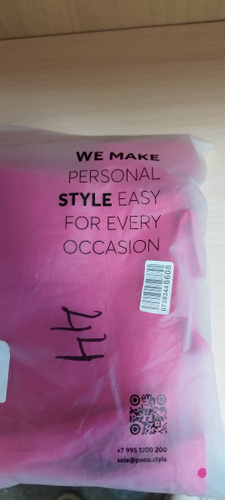 WE MAKE
PERSONAL
STYLE EASY
FOR EVERY
OCCASION
44
+7 995 1200 200
sale@poco.style